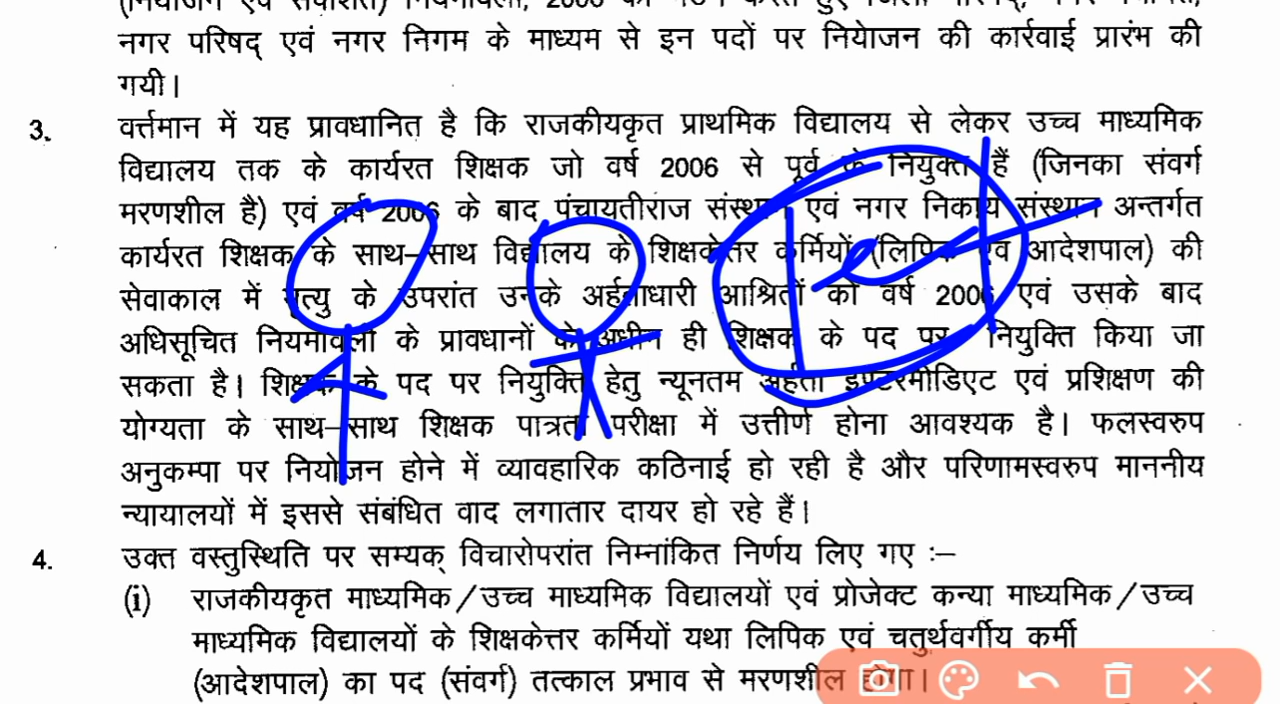 नगर परिषद् एवं नगर निगम के माध्यम से इन पदों पर नियोजन की कार्रवाई प्रारंभ की
गयी।
3. वर्त्तमान में यह प्रावधानित है कि राजकीयकृत प्राथमिक विद्यालय से लेकर उच्च माध्यमिक
विद्यालय तक के कार्यरत शिक्षक जो वर्ष 2006 से पूर्व के नियुक्त हैं (जिनका संवर्ग
मरणशील है) एवं वर्ष 2006 के बाद पंचायतीराज संस्थान एवं नगर निकाय संस्थान अन्तर्गत
कार्यरत शिक्षक के साथ–साथ विद्यालय के शिक्षकेत्तर कर्मियों (लिपिक एवं आदेशपाल) की
सेवाकाल में मृत्यु के उपरांत उनके अर्हताधारी आश्रितों को वर्ष 2006 एवं उसके बाद
अधिसूचित नियमावली के प्रावधानों के अधीन ही शिक्षक के पद पर नियुक्ति किया जा
सकता है। शिक्षक के पद पर नियुक्ति हेतु न्यूनतम अर्हता इण्टरमीडिएट एवं प्रशिक्षण की
योग्यता के साथ–साथ शिक्षक पात्रता परीक्षा में उत्तीर्ण होना आवश्यक है। फलस्वरुप
अनुकम्पा पर नियोजन होने में व्यावहारिक कठिनाई हो रही है और परिणामस्वरुप माननीय
न्यायालयों में इससे संबंधित वाद लगातार दायर हो रहे हैं।
4. उक्त वस्तुस्थिति पर सम्यक् विचारोपरांत निम्नांकित निर्णय लिए गए :–
(i) राजकीयकृत माध्यमिक/उच्च माध्यमिक विद्यालयों एवं प्रोजेक्ट कन्या माध्यमिक/उच्च
माध्यमिक विद्यालयों के शिक्षकेत्तर कर्मियों यथा लिपिक एवं चतुर्थवर्गीय कर्मी
(आदेशपाल) का पद (संवर्ग) तत्काल प्रभाव से मरणशील होगा।